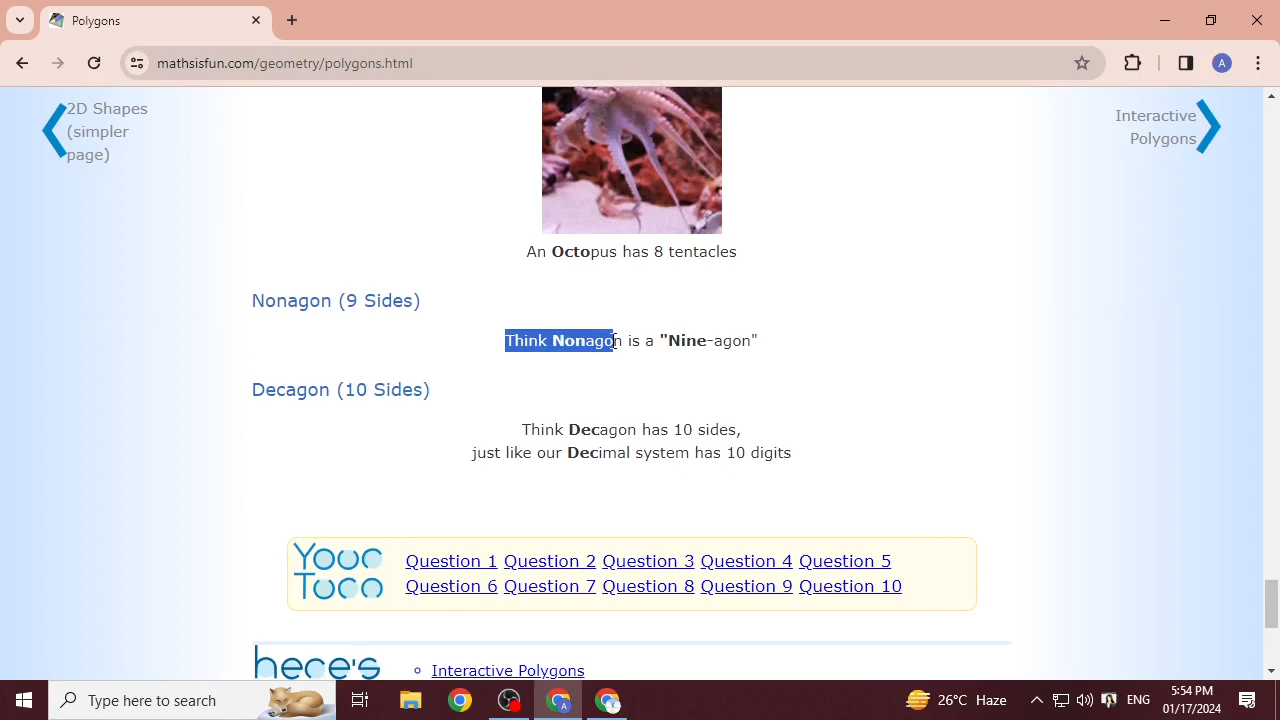 Polygons
mathsisfun.com/geometry/polygons.html
A
2D Shapes
(simpler
page)
Interactive
Polygons
An Octopus has 8 tentacles
Nonagon (9 Sides)
Think Nonagon is a "Nine-agon"
Decagon (10 Sides)
Think Decagon has 10 sides,
just like our Decimal system has 10 digits
Question 1 Question 2 Question 3 Question 4 Question 5
Question 6 Question 7 Question 8 Question 9 Question 10
Interactive Polygons
Type here to search
26°C Haze
ENG
5:54 PM
01/17/2024